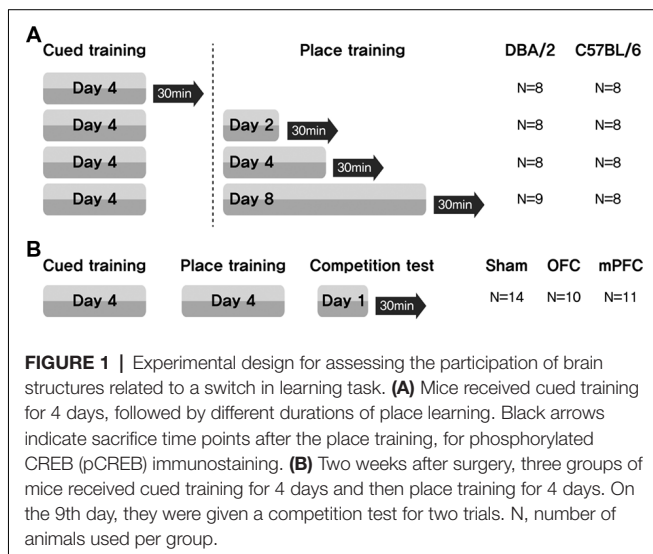 A
Cued training Place training DBA/2 C57BL/6
Day 4 30min N=8 N=8
Day 4 Day 2 30min N=8 N=8
Day 4 Day 4 30min N=8 N=8
Day 4 Day 8 30min N=9 N=8
B
Cued training Place training Competition test Sham OFC mPFC
Day 4 Day 4 Day 1 30min N=14 N=10 N=11
FIGURE 1 | Experimental design for assessing the participation of brain
structures related to a switch in learning task. (A) Mice received cued training
for 4 days, followed by different durations of place learning. Black arrows
indicate sacrifice time points after the place training, for phosphorylated
CREB (pCREB) immunostaining. (B) Two weeks after surgery, three groups of
mice received cued training for 4 days and then place training for 4 days. On
the 9th day, they were given a competition test for two trials. N, number of
animals used per group.